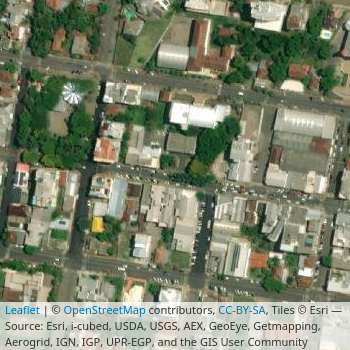 Leaflet | © OpenStreetMap contributors, CC-BY-SA, Tiles © Esri —
Source: Esri, i-cubed, USDA, USGS, AEX, GeoEye, Getmapping,
Aerogrid, IGN, IGP, UPR-EGP, and the GIS User Community